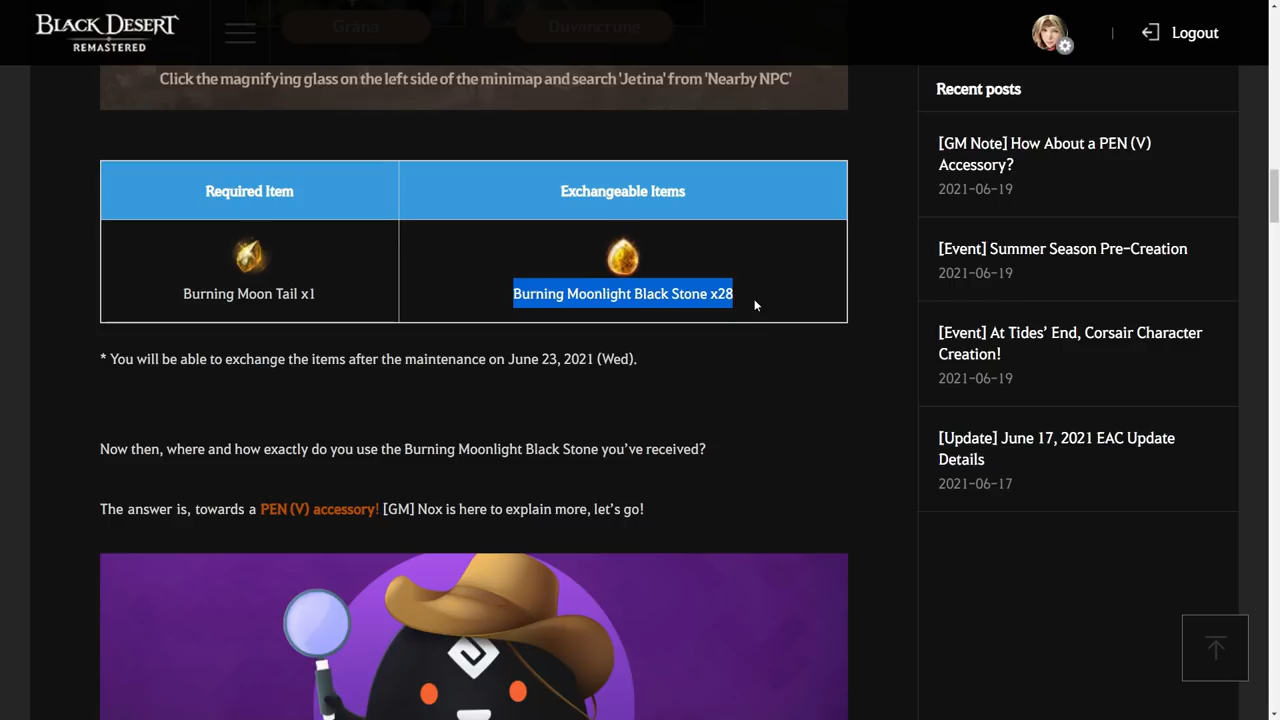 BLACK DESERT
REMASTERED
Grána
Duvencrune
Logout
Click the magnifying glass on the left side of the minimap and search 'Jetina' from 'Nearby NPC'
Required Item
Exchangeable Items
Burning Moon Tail x1
Burning Moonlight Black Stone x28
* You will be able to exchange the items after the maintenance on June 23, 2021 (Wed).
Now then, where and how exactly do you use the Burning Moonlight Black Stone you’ve received?
The answer is, towards a PEN (V) accessory! [GM] Nox is here to explain more, let’s go!
Recent posts
[GM Note] How About a PEN (V)
Accessory?
2021-06-19
[Event] Summer Season Pre-Creation
2021-06-19
[Event] At Tides’ End, Corsair Character
Creation!
2021-06-19
[Update] June 17, 2021 EAC Update
Details
2021-06-17